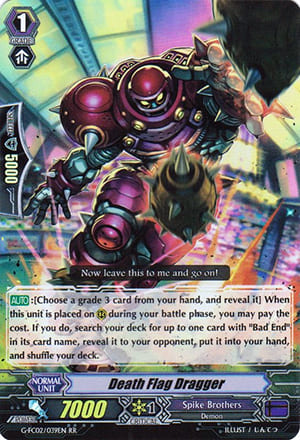 1
GRADE
SHIELD
5000
Now leave this to me and go on!
AUTO:[Choose a grade 3 card from your hand, and reveal it] When
this unit is placed on during your battle phase, you may pay the
cost. If you do, search your deck for up to one card with "Bad End"
in its card name, reveal it to your opponent, put it into your hand,
and shuffle your deck.
NORMAL
UNIT
Death Flag Dragger
POWER
7000
1
CRITICAL
Spike Brothers
Demon
G-FC02/039EN RR